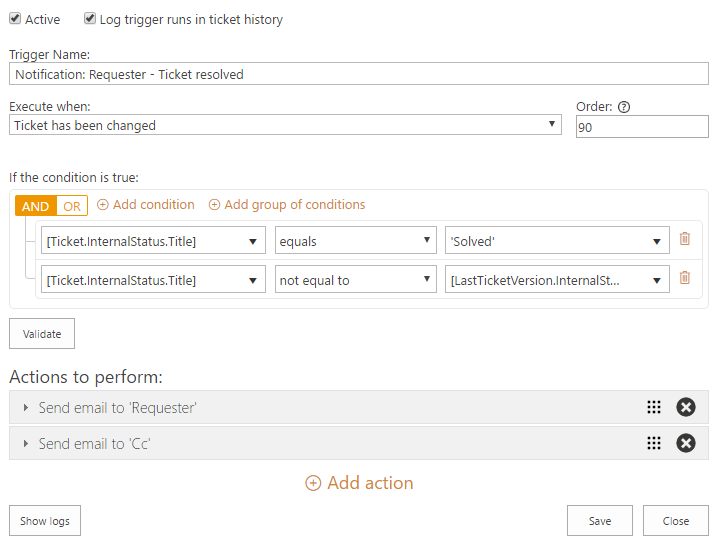 Active Log trigger runs in ticket history
Trigger Name:
Notification: Requester - Ticket resolved
Execute when: Order: ?
Ticket has been changed 90
If the condition is true:
AND OR Add condition Add group of conditions
[Ticket.InternalStatus.Title] equals 'Solved'
[Ticket.InternalStatus.Title] not equal to [LastTicketVersion.InternalSt...
Validate
Actions to perform:
Send email to 'Requester'
Send email to 'Cc'
Add action
Show logs Save Close